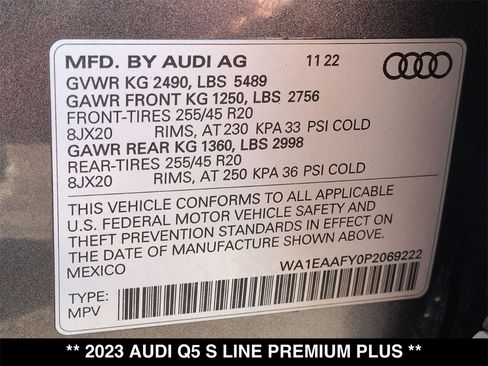 MFD. BY AUDI AG 11 22
GVWR KG 2490, LBS 5489
GAWR FRONT KG 1250, LBS 2756
FRONT-TIRES 255/45 R20
8JX20 RIMS, AT 230 KPA 33 PSI COLD
GAWR REAR KG 1360, LBS 2998
REAR-TIRES 255/45 R20
8JX20 RIMS, AT 250 KPA 36 PSI COLD
THIS VEHICLE CONFORMS TO ALL APPLICABLE
U.S. FEDERAL MOTOR VEHICLE SAFETY AND
THEFT PREVENTION STANDARDS IN EFFECT ON
THE DATE OF MANUFACTURE SHOWN ABOVE.
MEXICO
WA1EAAFY0P2069222
TYPE:
MPV
** 2023 AUDI Q5 S LINE PREMIUM PLUS **